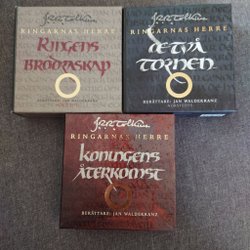 J.R.R. Tolkien
RINGARNAS HERRE
RINGENS
BRÖDRASKAP
BERÄTTARE: JAN WALDEKRANZ
J.R.R. Tolkien
RINGARNAS HERRE
DE TVÅ
TORNEN
BERÄTTARE: JAN WALDEKRANZ
J.R.R. Tolkien
RINGARNAS HERRE
KONUNGENS
ÅTERKOMST
BERÄTTARE: JAN WALDEKRANZ